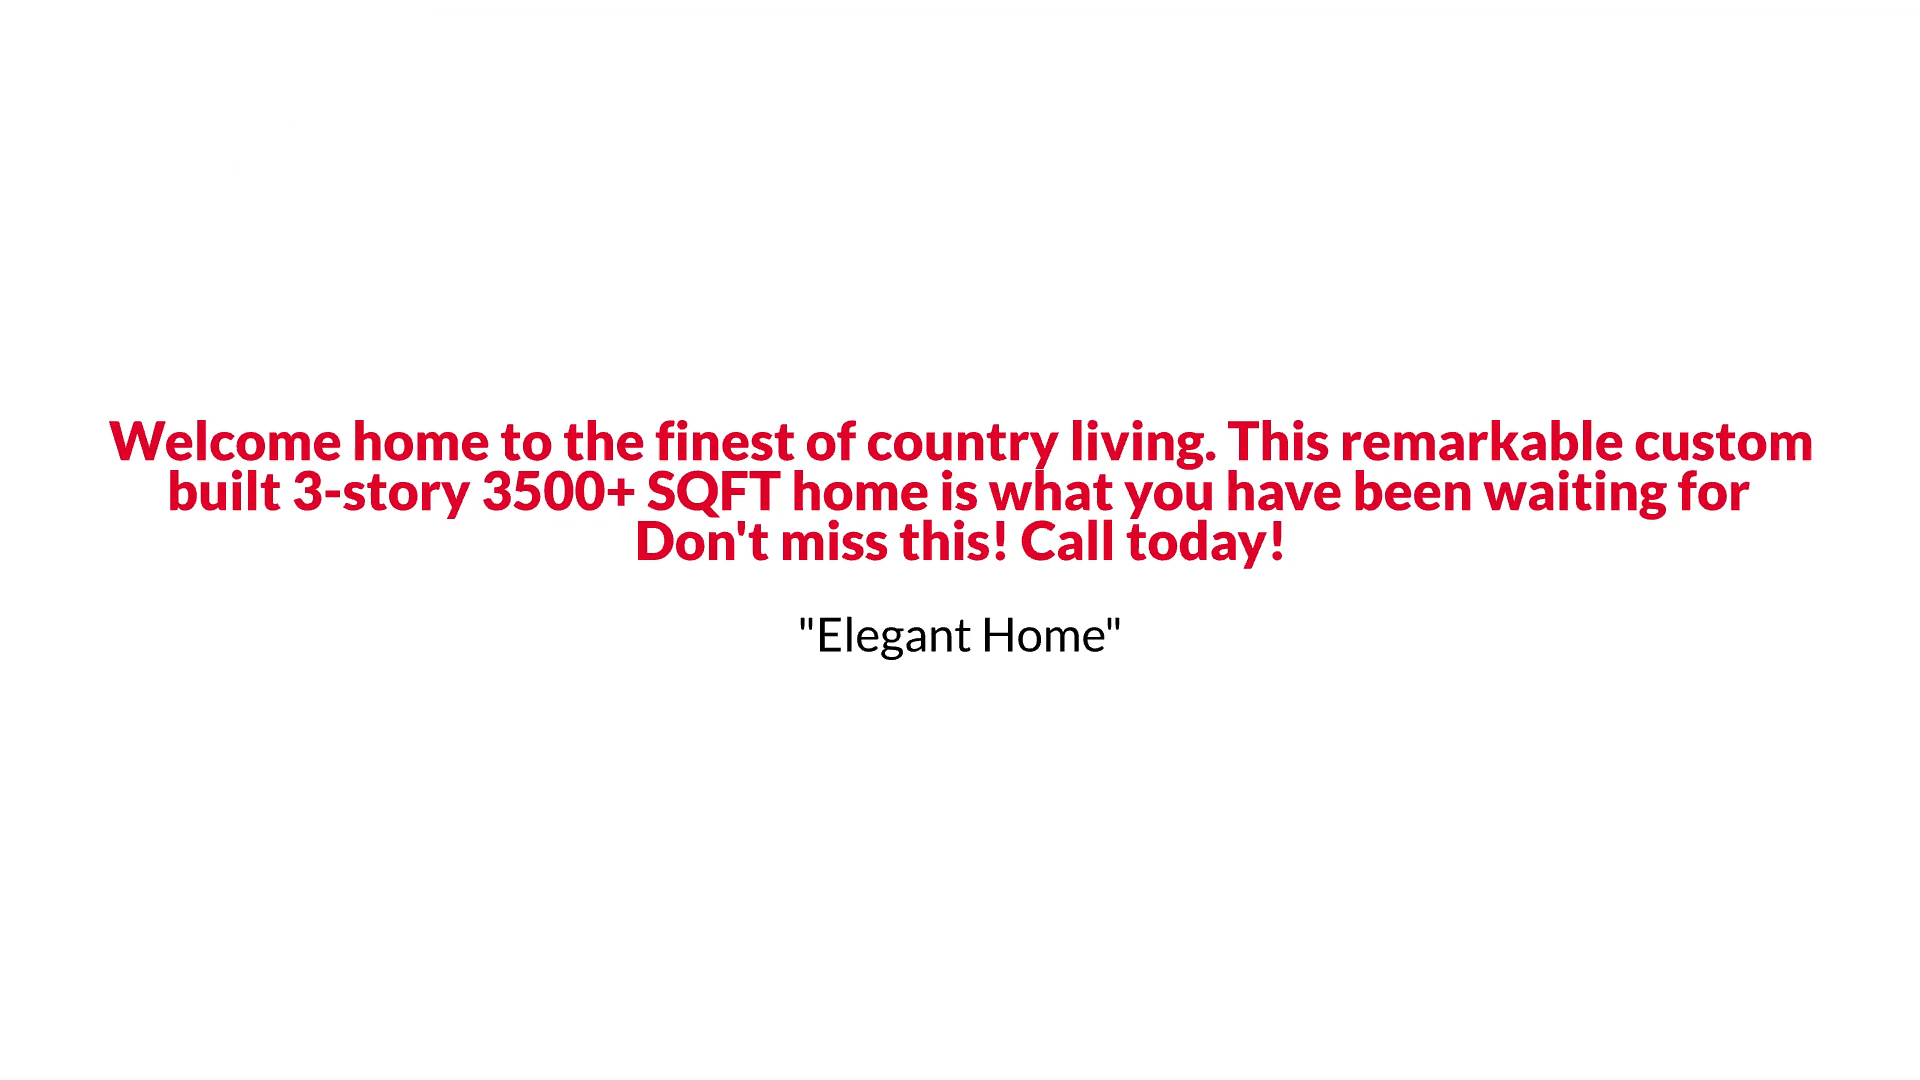 Welcome home to the finest of country living. This remarkable custom
built 3-story 3500+ SQFT home is what you have been waiting for
Don't miss this! Call today!
"Elegant Home"